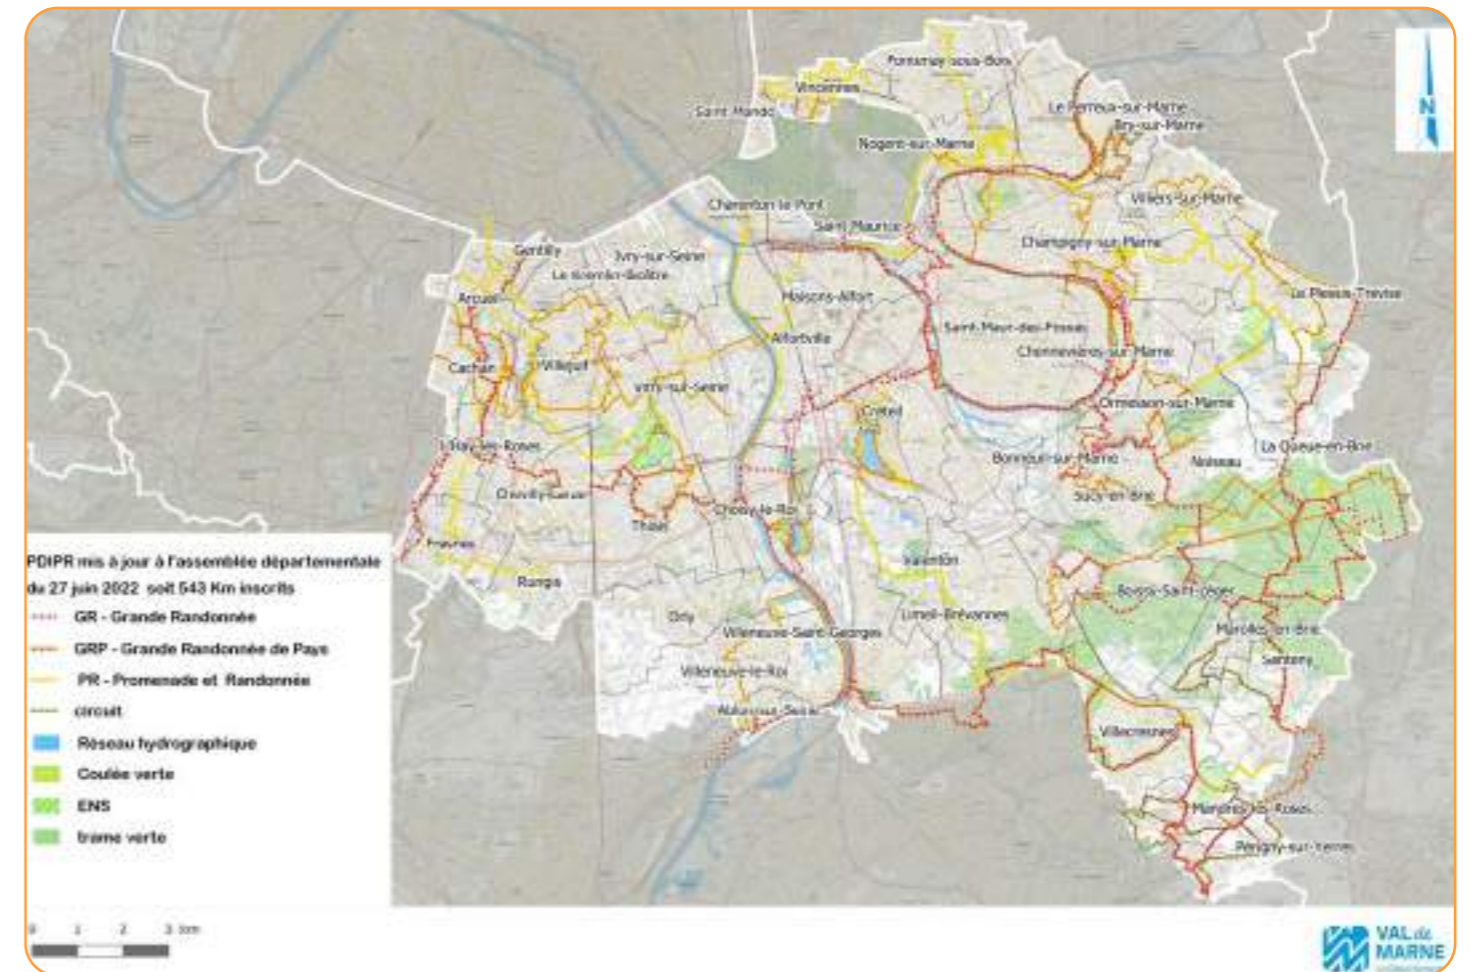 Fontenay-sous-Bois
Vincennes
Saint Mandé
Le Perreux-sur-Marne
Bry-sur-Marne
N
Nogent-sur-Marne
Charenton le Pont
Villiers-sur-Marne
Saint Maurice
Champigny-sur-Marne
Gentilly
Ivry-sur-Seine
Le Kremlin-Bicêtre
Arcueil
Maisons-Alfort
Le Plessis-Trévise
Saint-Maur-des-Fossés
Alfortville
Chennevières-sur-Marne
Cachan
Villejuif
Vitry-sur-Seine
Ormesson-sur-Marne
Créteil
L'Haÿ-les-Roses
La Queue-en-Brie
Bonneuil-sur-Marne
Noiseau
Chevilly-Larue
Sucy-en-Brie
Choisy-le-Roi
Thiais
Fresnes
Valenton
Rungis
Boissy-Saint-Léger
Orly
Limeil-Brévannes
Villeneuve-Saint-Georges
Marolles-en-Brie
Santeny
Villeneuve-le-Roi
Ablon-sur-Seine
Villecresnes
Mandres-les-Roses
Périgny-sur-Yerres
PDIPR mis à jour à l'assemblée départementale
du 27 juin 2022 soit 543 Km inscrits
GR - Grande Randonnée
GRP - Grande Randonnée de Pays
PR - Promenade et Randonnée
circuit
Réseau hydrographique
Coulée verte
ENS
trame verte
0 1 2 3 km
VAL de
MARNE